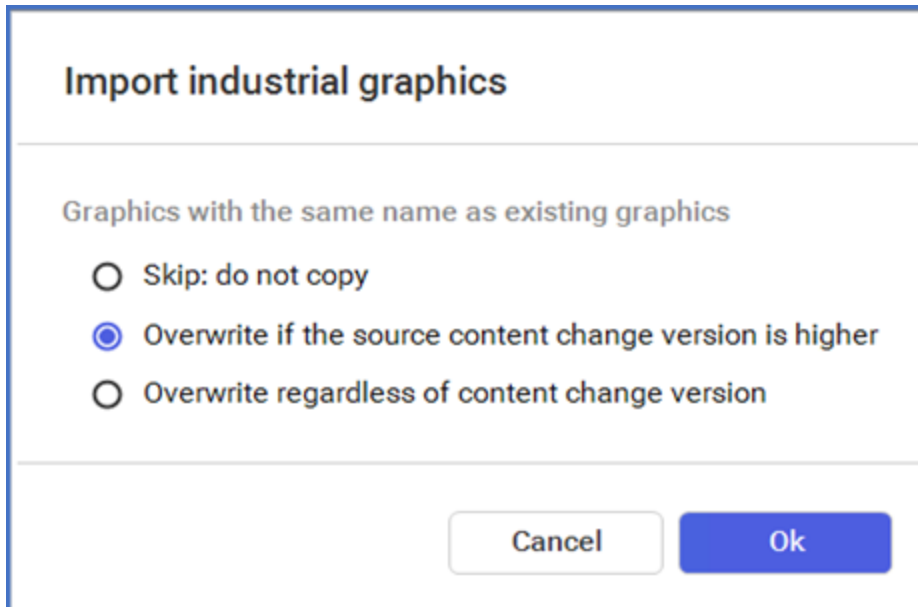 Import industrial graphics
Graphics with the same name as existing graphics
Skip: do not copy
Overwrite if the source content change version is higher
Overwrite regardless of content change version
Cancel
Ok